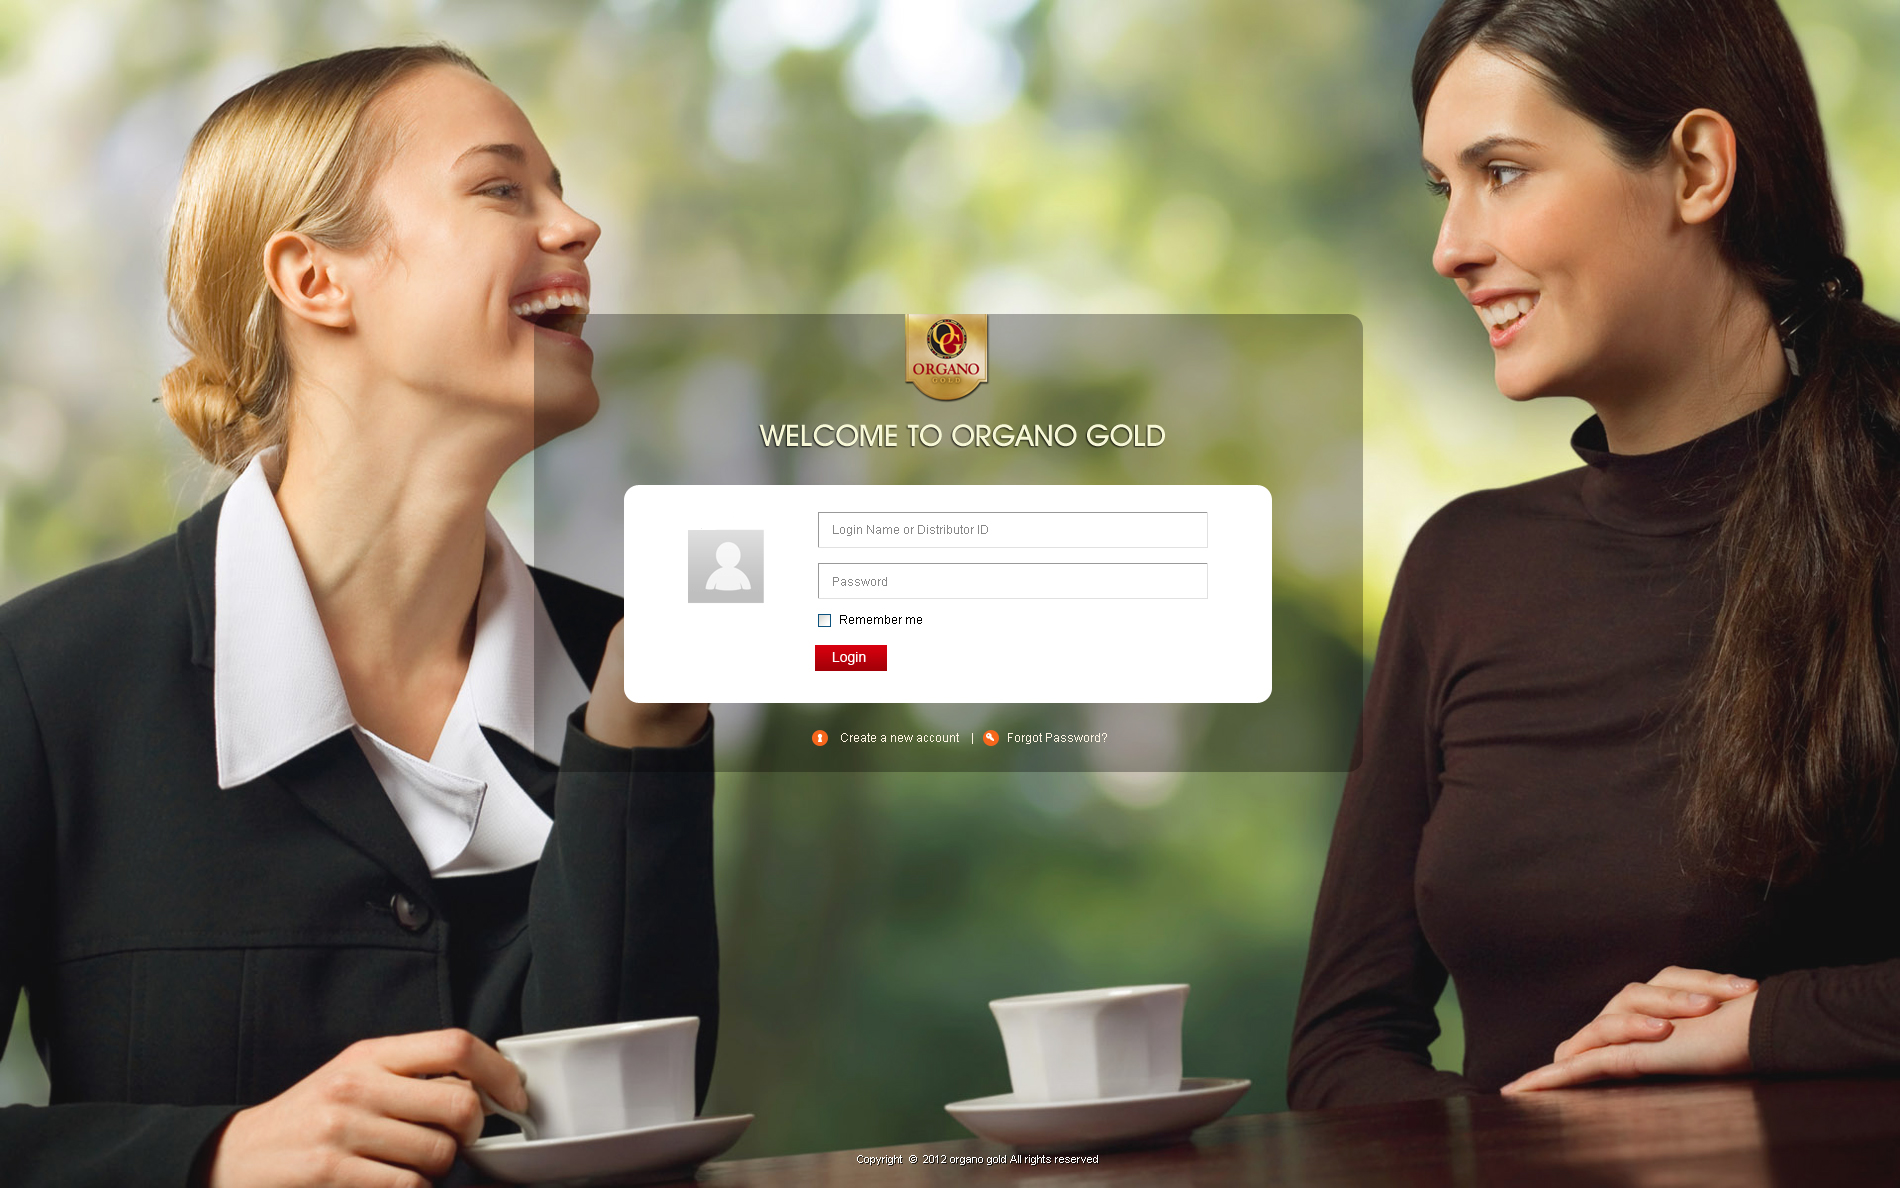 OG
ORGANO
GOLD
WELCOME TO ORGANO GOLD
Login Name or Distributor ID
Password
Remember me
Login
Create a new account | Forgot Password?
Copyright © 2012 organo gold All rights reserved